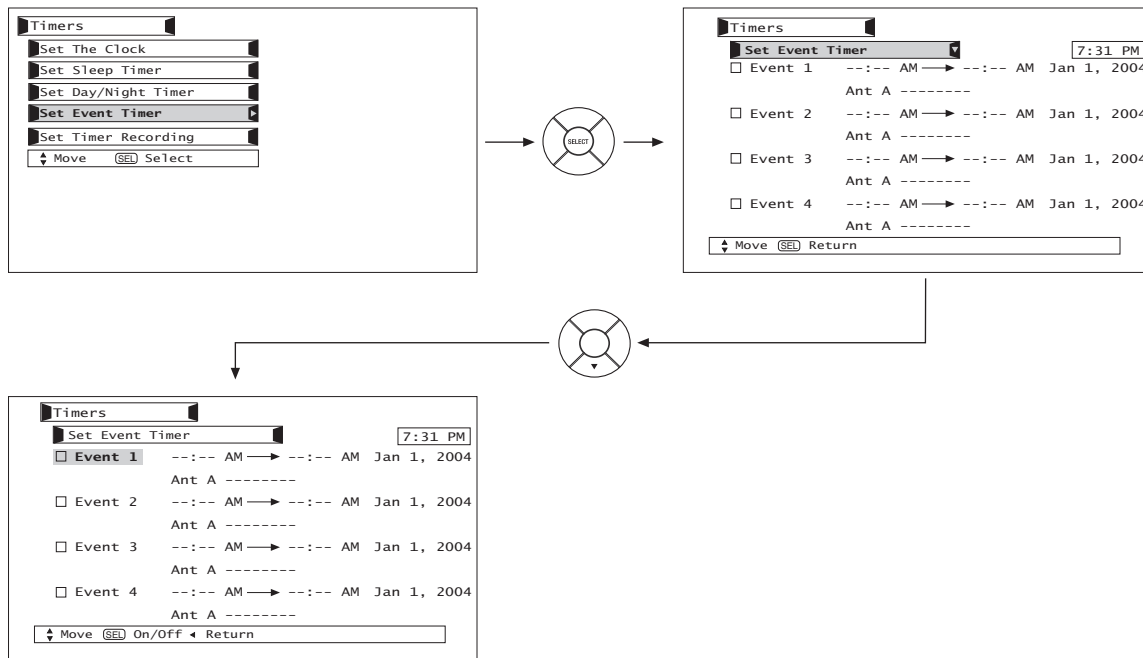 Timers
Set The Clock
Set Sleep Timer
Set Day/Night Timer
Set Event Timer
Set Timer Recording
Move SEL Select
SELECT
Timers
Set Event Timer 7:31 PM
Event 1 --:-- AM → --:-- AM Jan 1, 2004
Ant A --------
Event 2 --:-- AM → --:-- AM Jan 1, 2004
Ant A --------
Event 3 --:-- AM → --:-- AM Jan 1, 2004
Ant A --------
Event 4 --:-- AM → --:-- AM Jan 1, 2004
Ant A --------
Move SEL Return
Timers
Set Event Timer 7:31 PM
Event 1 --:-- AM → --:-- AM Jan 1, 2004
Ant A --------
Event 2 --:-- AM → --:-- AM Jan 1, 2004
Ant A --------
Event 3 --:-- AM → --:-- AM Jan 1, 2004
Ant A --------
Event 4 --:-- AM → --:-- AM Jan 1, 2004
Ant A --------
Move SEL On/Off ◂ Return